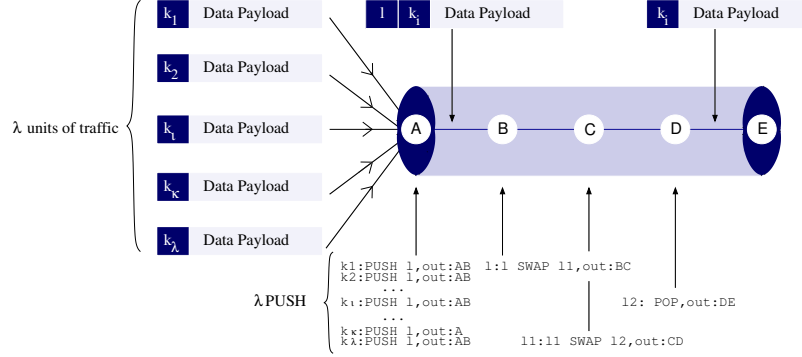 k1 Data Payload
l ki Data Payload
ki Data Payload
k2 Data Payload
λ units of traffic
kι Data Payload
A B C D E
kκ Data Payload
kλ Data Payload
k1:PUSH l,out:AB
l:l SWAP l1,out:BC
k2:PUSH l,out:AB
...
λ PUSH
kι:PUSH l,out:AB
l2: POP,out:DE
...
kκ:PUSH l,out:A
kλ:PUSH l,out:AB
l1:l1 SWAP l2,out:CD